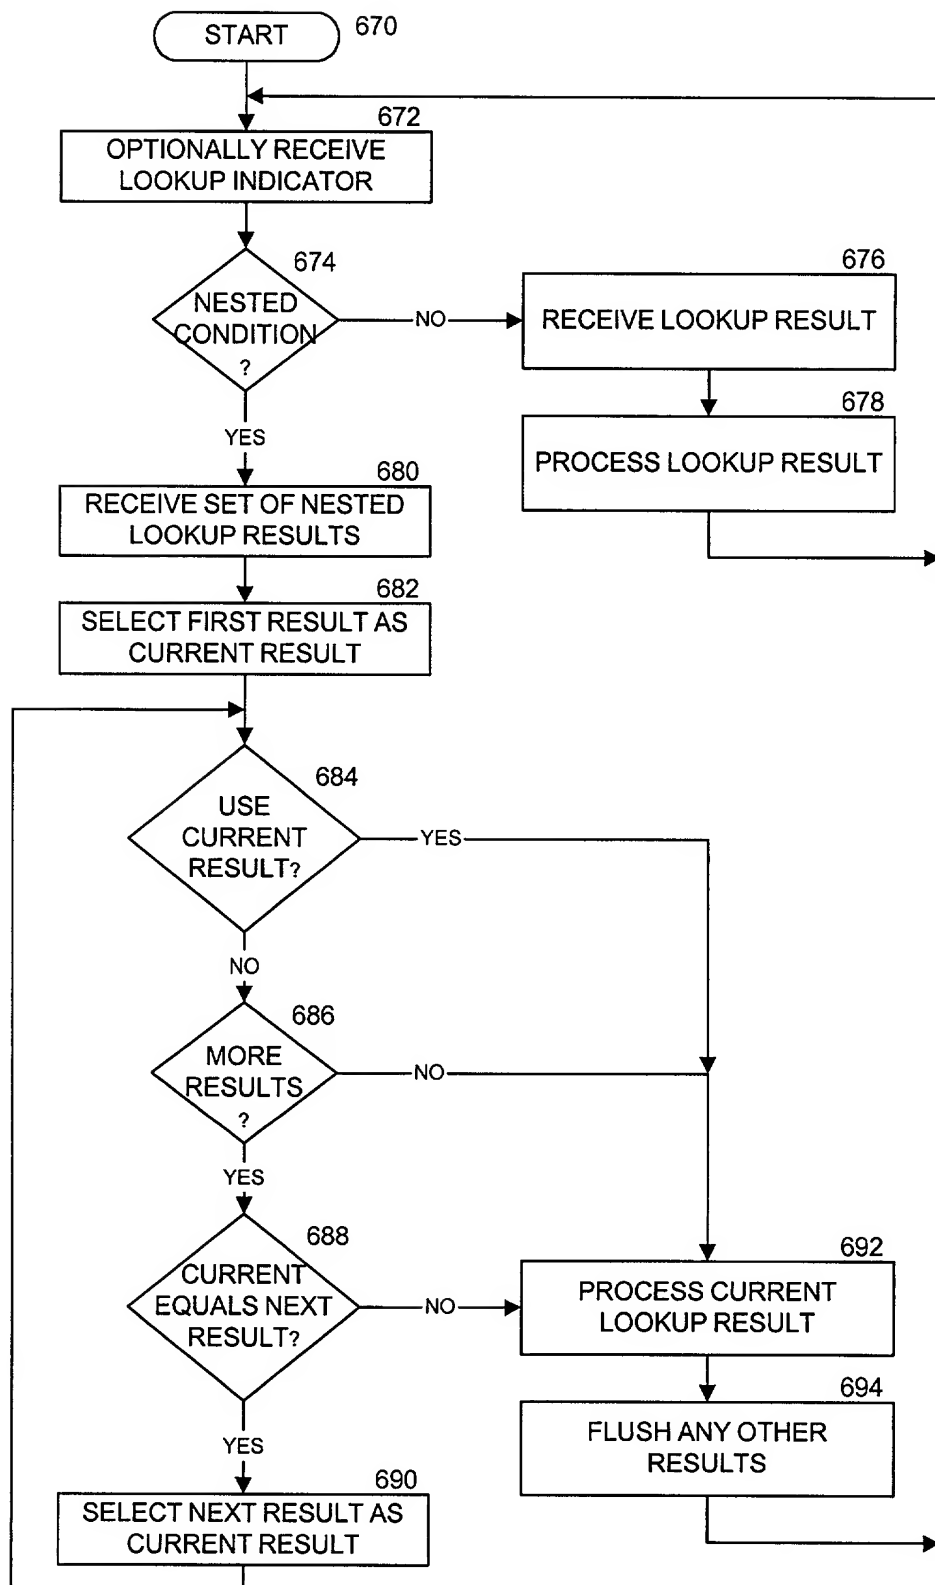 START
670
672
OPTIONALLY RECEIVE
LOOKUP INDICATOR
674
NESTED
CONDITION
?
NO
676
RECEIVE LOOKUP RESULT
678
PROCESS LOOKUP RESULT
YES
680
RECEIVE SET OF NESTED
LOOKUP RESULTS
682
SELECT FIRST RESULT AS
CURRENT RESULT
684
USE
CURRENT
RESULT?
YES
NO
686
MORE
RESULTS
?
NO
YES
688
CURRENT
EQUALS NEXT
RESULT?
NO
692
PROCESS CURRENT
LOOKUP RESULT
694
FLUSH ANY OTHER
RESULTS
YES
690
SELECT NEXT RESULT AS
CURRENT RESULT